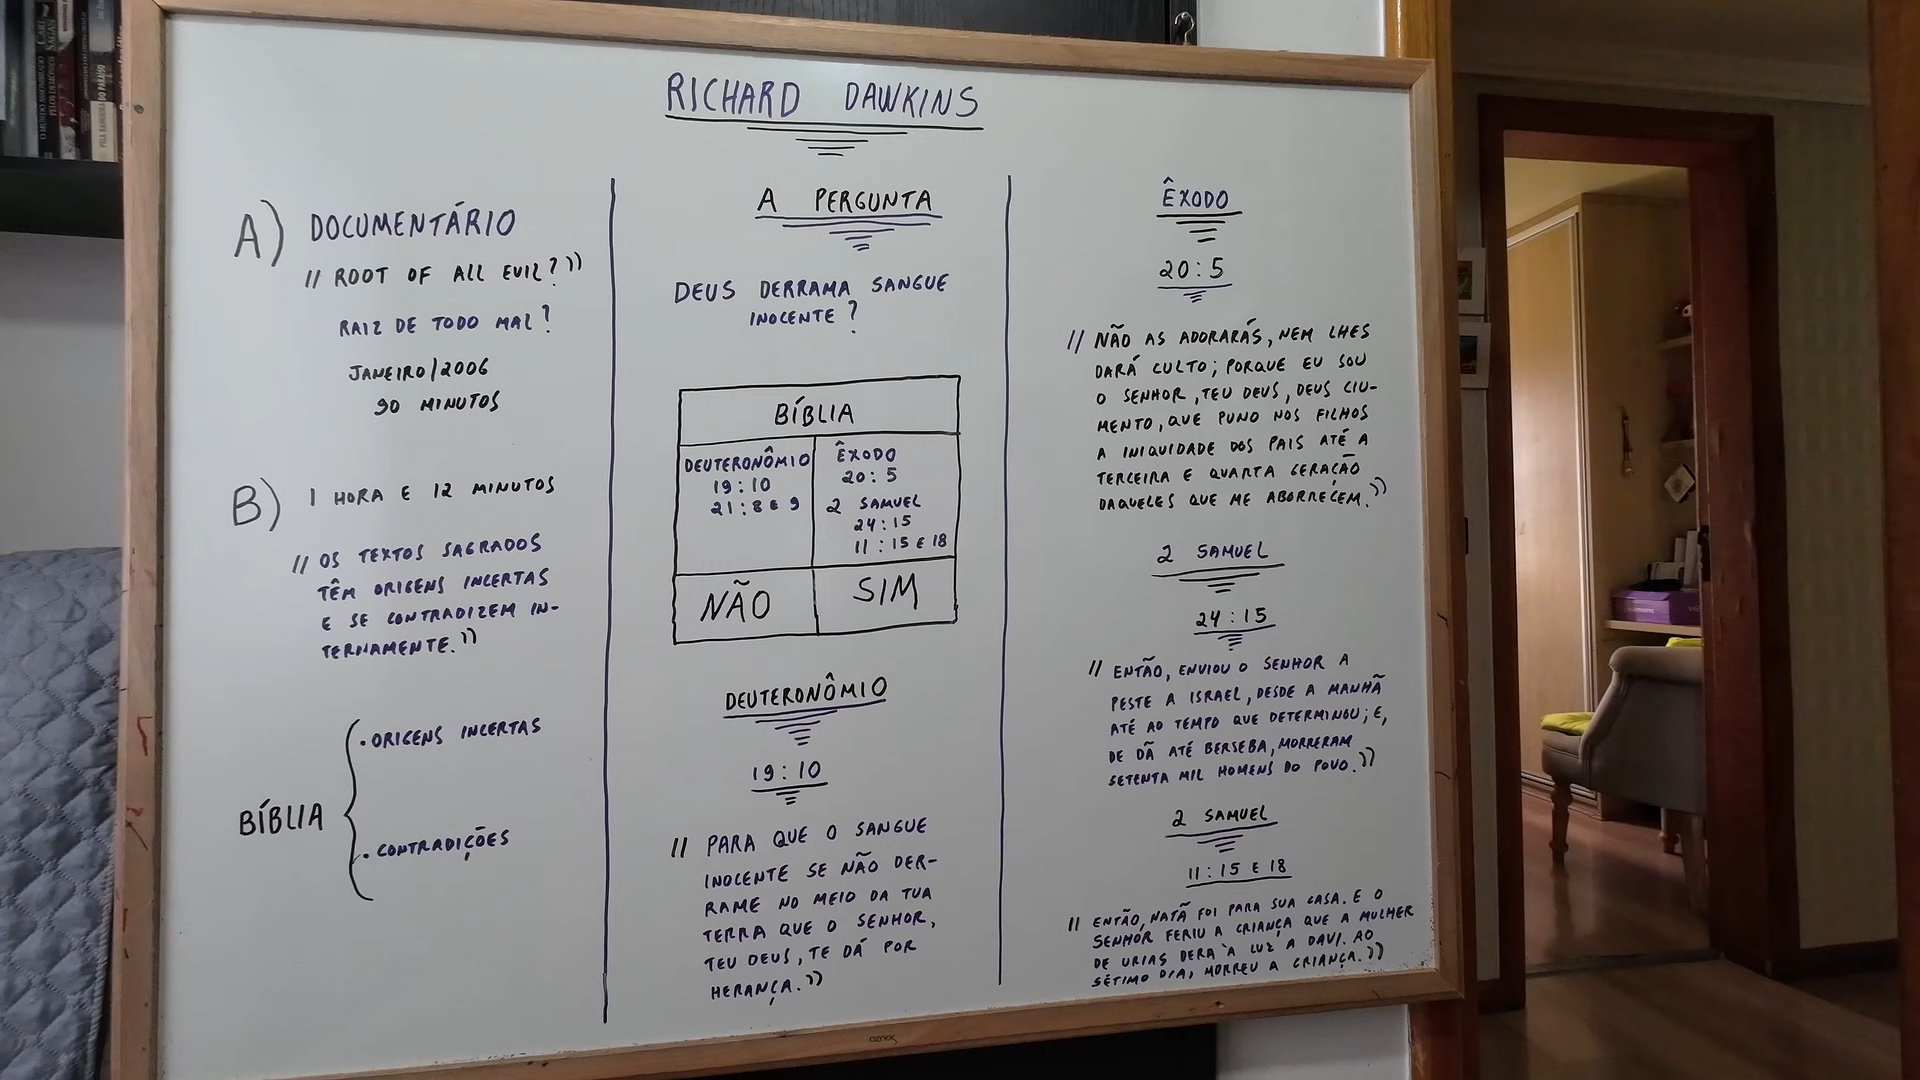 CARL
SAGAN
O MUNDO ASSOMBRADO
PELOS DEMÔNIOS
RICHARD DAWKINS
A) DOCUMENTÁRIO
// ROOT OF ALL EVIL?))
RAIZ DE TODO MAL?
JANEIRO/2006
90 MINUTOS
B) 1 HORA E 12 MINUTOS
// OS TEXTOS SAGRADOS
TÊM ORIGENS INCERTAS
E SE CONTRADIZEM IN-
TERNAMENTE.))
BÍBLIA
. ORIGENS INCERTAS
. CONTRADIÇÕES
A PERGUNTA
DEUS DERRAMA SANGUE
INOCENTE?
BÍBLIA
DEUTERONÔMIO
19:10
21:8 E 9
ÊXODO
20:5
2 SAMUEL
24:15
11:15 E 18
NÃO
SIM
DEUTERONÔMIO
19:10
// PARA QUE O SANGUE
INOCENTE SE NÃO DER-
RAME NO MEIO DA TUA
TERRA QUE O SENHOR,
TEU DEUS, TE DÁ POR
HERANÇA.))
ÊXODO
20:5
// NÃO AS ADORARÁS, NEM LHES
DARÁ CULTO; PORQUE EU SOU
O SENHOR, TEU DEUS, DEUS CIU-
MENTO, QUE PUNO NOS FILHOS
A INIQUIDADE DOS PAIS ATÉ A
TERCEIRA E QUARTA GERAÇÃO
DAQUELES QUE ME ABORRECEM.))
2 SAMUEL
24:15
// ENTÃO, ENVIOU O SENHOR A
PESTE A ISRAEL, DESDE A MANHÃ
ATÉ AO TEMPO QUE DETERMINOU; E,
DE DÃ ATÉ BERSEBA, MORRERAM
SETENTA MIL HOMENS DO POVO.))
2 SAMUEL
11:15 E 18
// ENTÃO, NATÃ FOI PARA SUA CASA. E O
SENHOR FERIU A CRIANÇA QUE A MULHER
DE URIAS DERA À LUZ A DAVI. AO
SÉTIMO DIA, MORREU A CRIANÇA.))